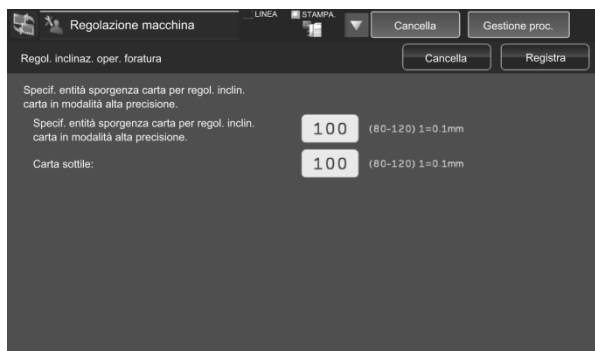 Regolazione macchina
LINEA
STAMPA.
Cancella
Gestione proc.
Regol. inclinaz. oper. foratura
Cancella
Registra
Specif. entità sporgenza carta per regol. inclin.
carta in modalità alta precisione.
Specif. entità sporgenza carta per regol. inclin.
carta in modalità alta precisione.
100
(80-120) 1=0.1mm
Carta sottile:
100
(80-120) 1=0.1mm